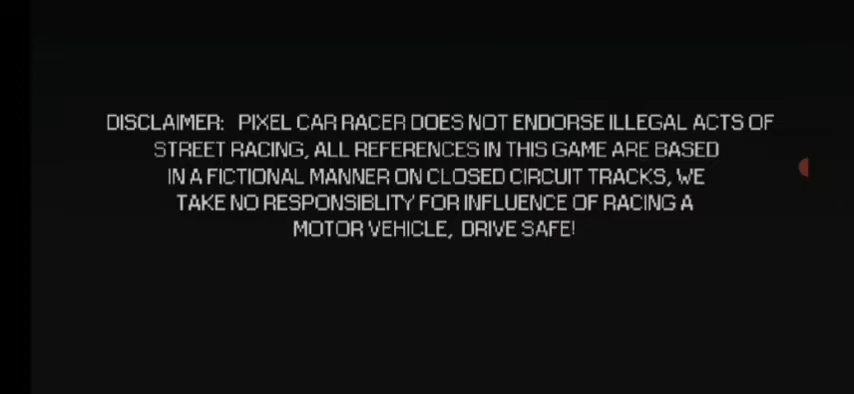 DISCLAIMER: PIXEL CAR RACER DOES NOT ENDORSE ILLEGAL ACTS OF
STREET RACING, ALL REFERENCES IN THIS GAME ARE BASED
IN A FICTIONAL MANNER ON CLOSED CIRCUIT TRACKS, WE
TAKE NO RESPONSIBLITY FOR INFLUENCE OF RACING A
MOTOR VEHICLE, DRIVE SAFE!